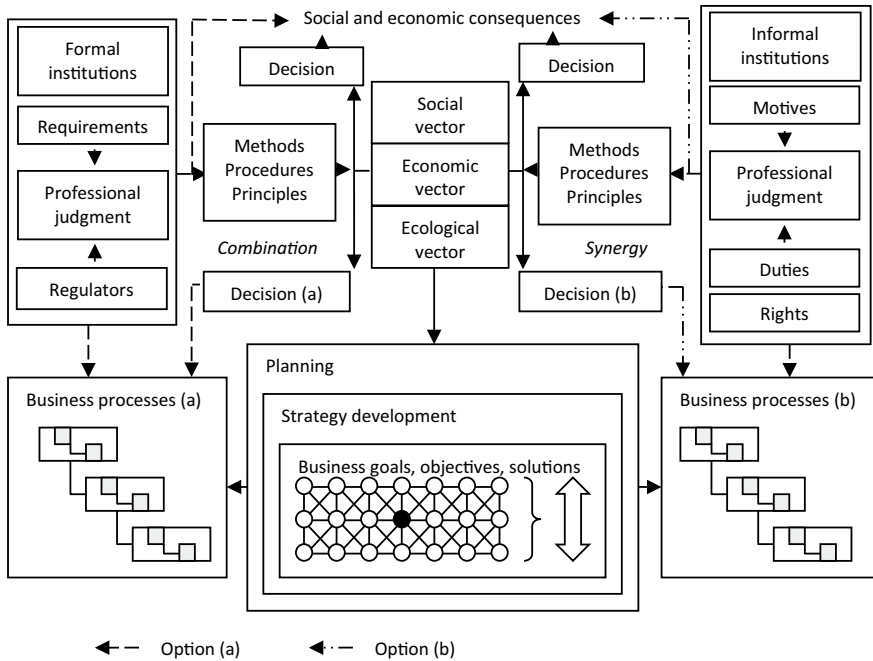 Social and economic consequences
Formal
institutions
Requirements
Professional
judgment
Regulators
Decision
Methods
Procedures
Principles
Combination
Decision (a)
Social
vector
Economic
vector
Ecological
vector
Decision
Methods
Procedures
Principles
Synergy
Decision (b)
Informal
institutions
Motives
Professional
judgment
Duties
Rights
Business processes (a)
Planning
Strategy development
Business goals, objectives, solutions
Business processes (b)
Option (a)
Option (b)